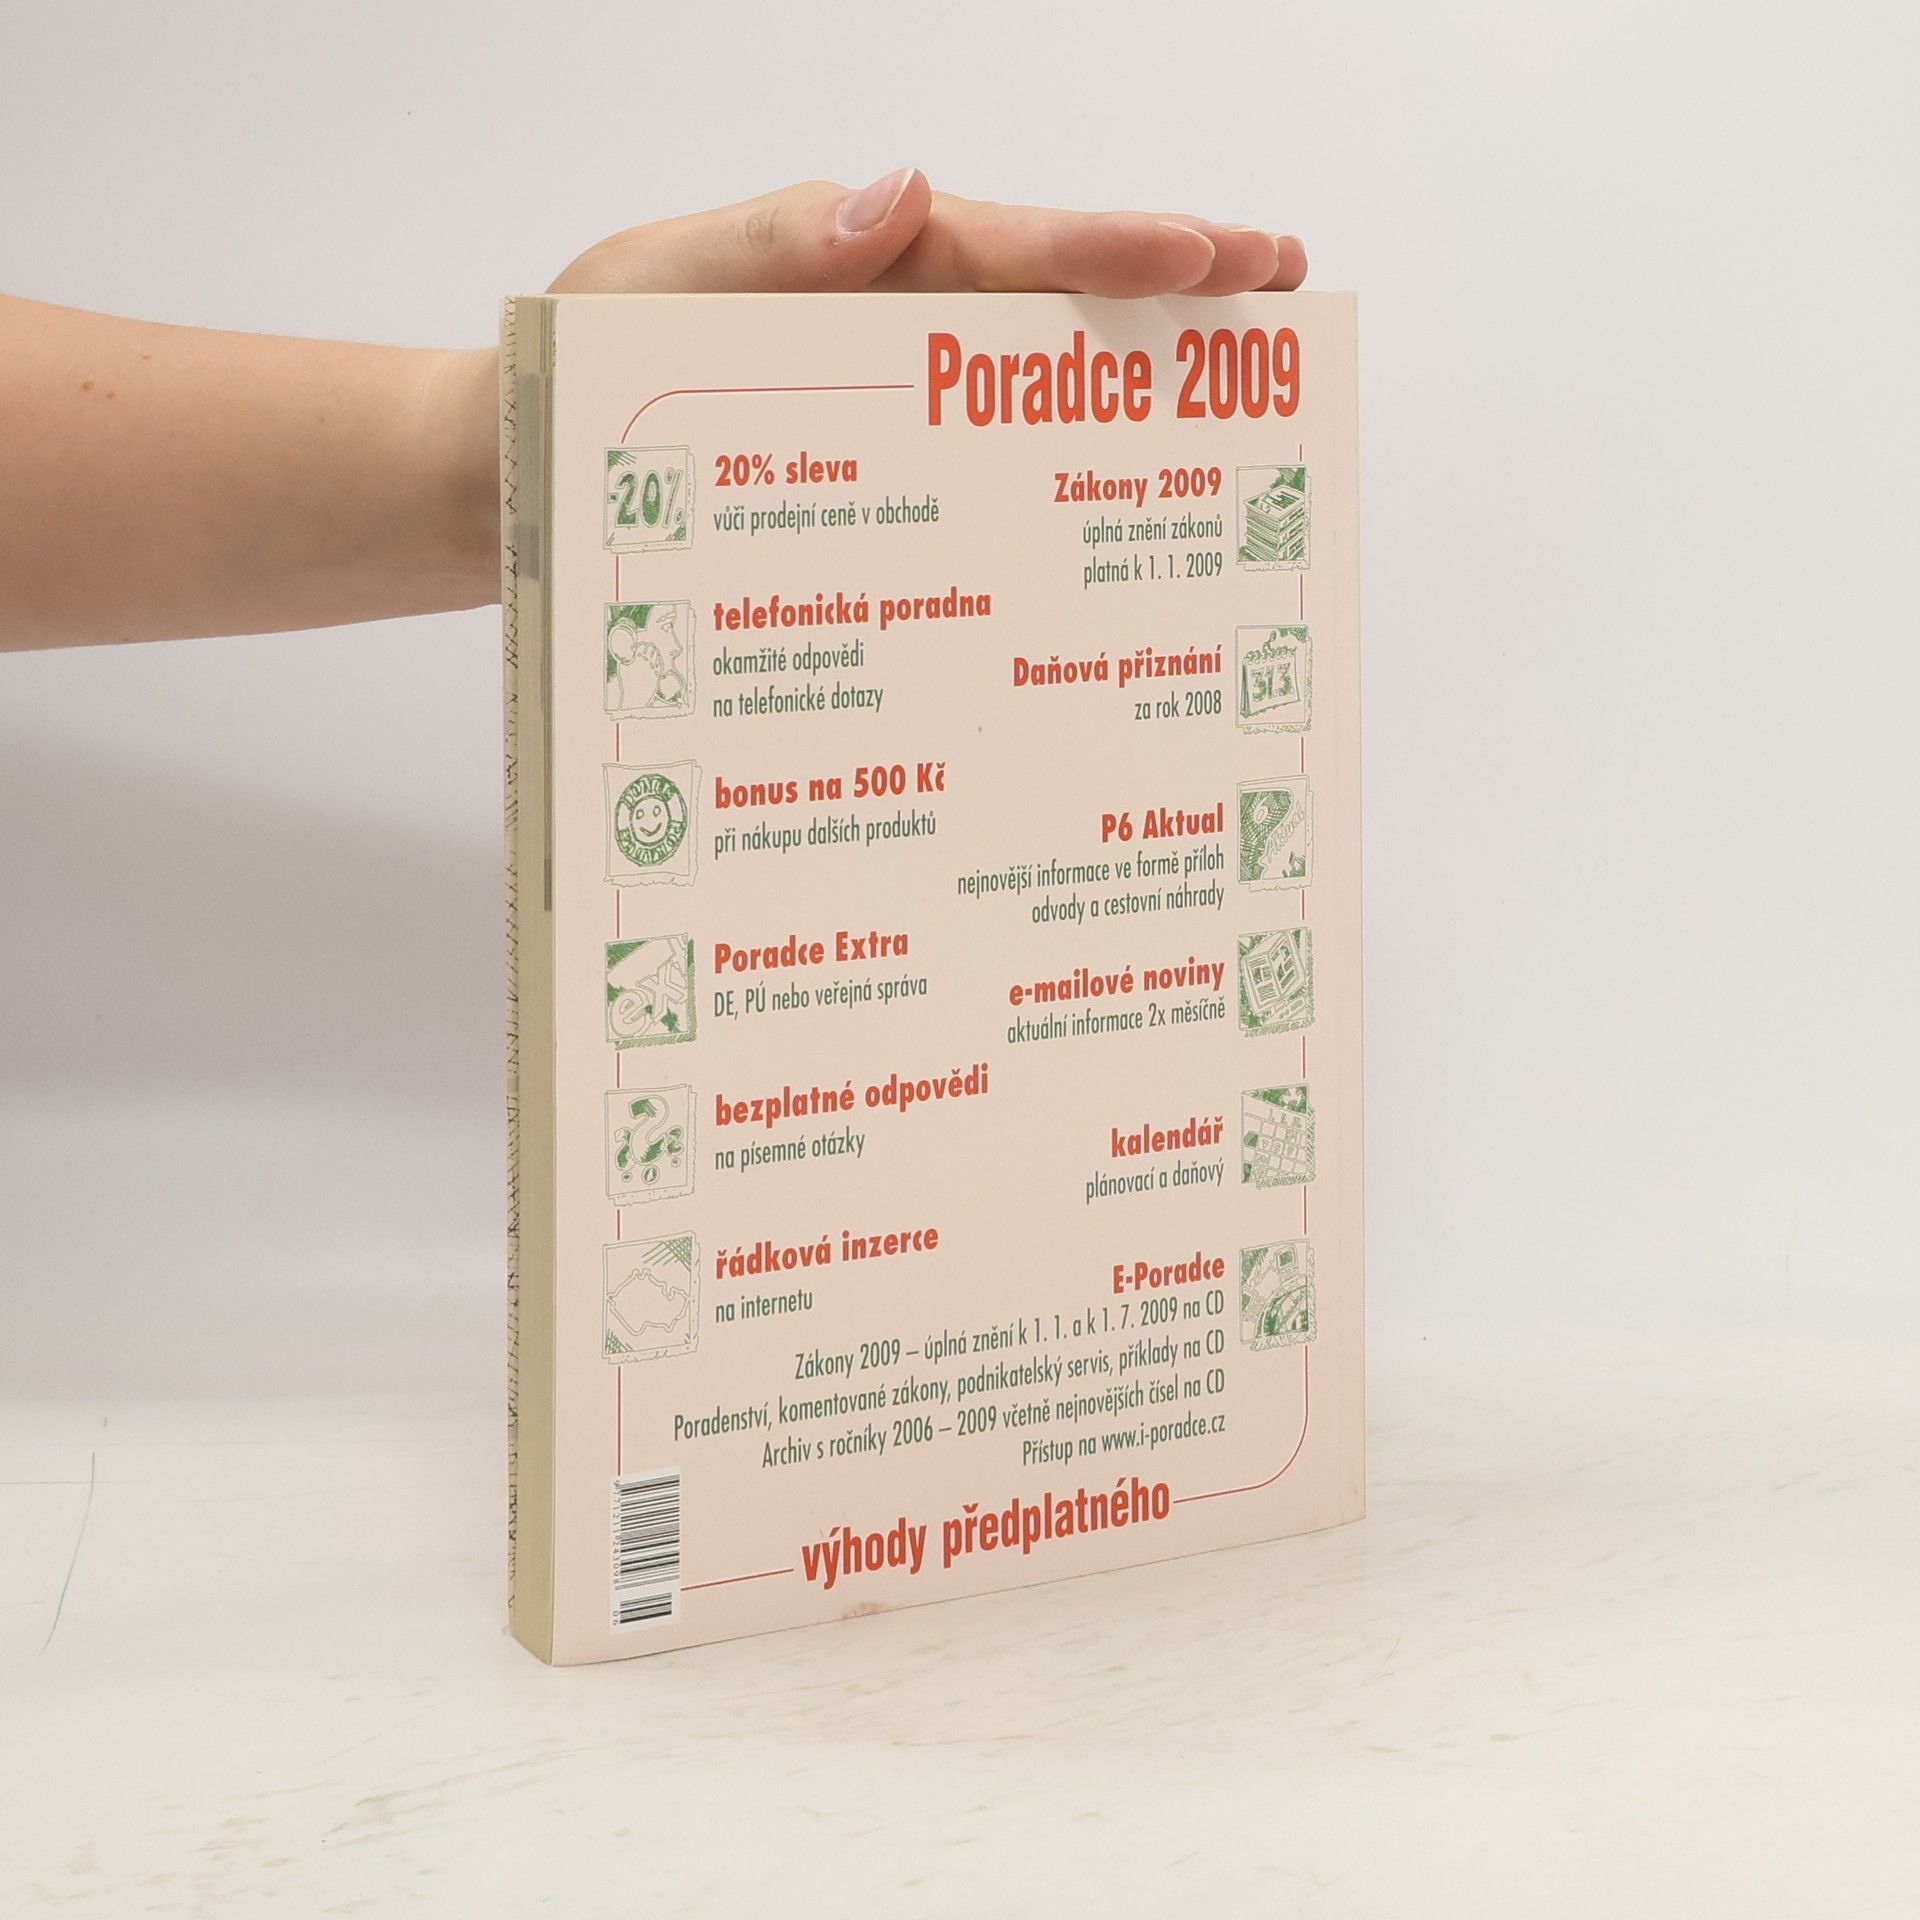 Poradce 2009
-20%
20% sleva
vůči prodejní ceně v obchodě
telefonická poradna
okamžité odpovědi
na telefonické dotazy
bonus na 500 Kč
při nákupu dalších produktů
Poradce Extra
DE, PÚ nebo veřejná správa
bezplatné odpovědi
na písemné otázky
řádková inzerce
na internetu
Zákony 2009
úplná znění zákonů
platná k 1. 1. 2009
Daňová přiznání
za rok 2008
31.3.
P6 Aktual
nejnovější informace ve formě příloh
odvody a cestovní náhrady
e-mailové noviny
aktuální informace 2x měsíčně
kalendář
plánovací a daňový
E-Poradce
Zákony 2009 – úplná znění k 1. 1. a k 1. 7. 2009 na CD
Poradenství, komentované zákony, podnikatelský servis, příklady na CD
Archiv s ročníky 2006 – 2009 včetně nejnovějších čísel na CD
Přístup na www.i-poradce.cz
výhody předplatného